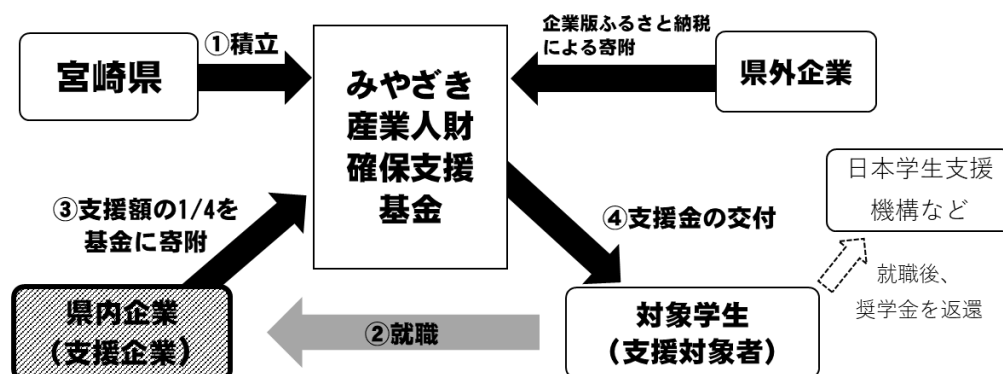 ①積立
宮崎県
みやざき
産業人財
確保支援
基金
企業版ふるさと納税
による寄附
県外企業
③支援額の1/4を
基金に寄附
④支援金の交付
日本学生支援
機構など
就職後、
奨学金を返還
県内企業
（支援企業）
②就職
対象学生
（支援対象者）